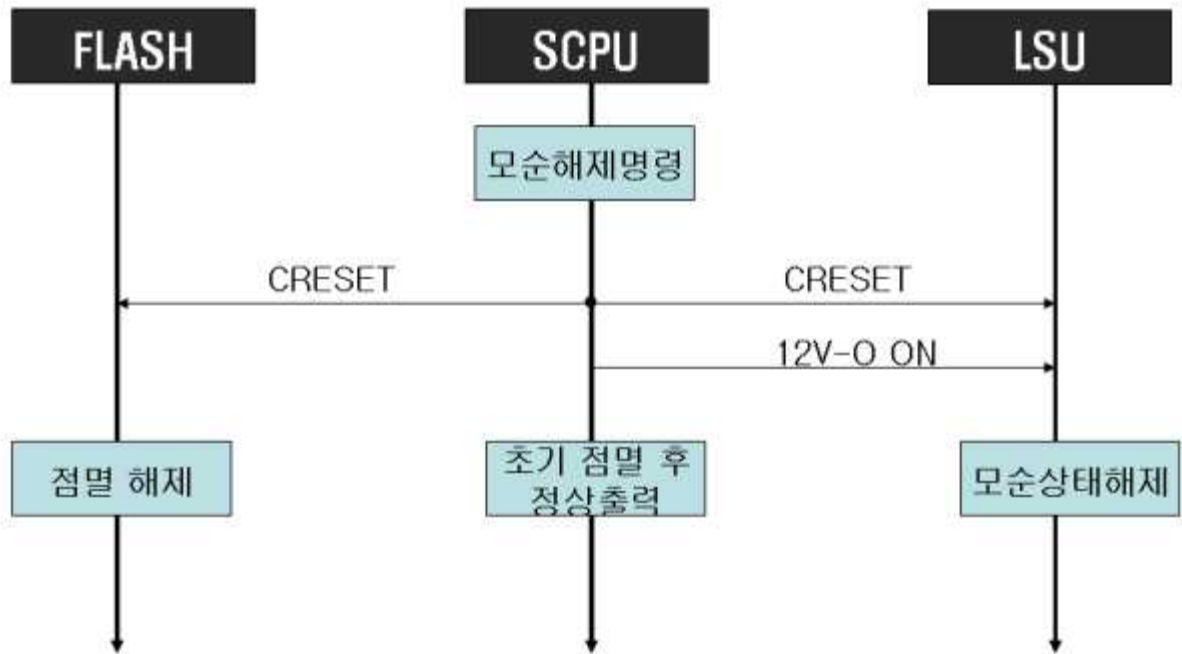 FLASH
SCPU
LSU
모순해제명령
CRESET
CRESET
12V-O ON
점멸 해제
초기 점멸 후
정상출력
모순상태해제